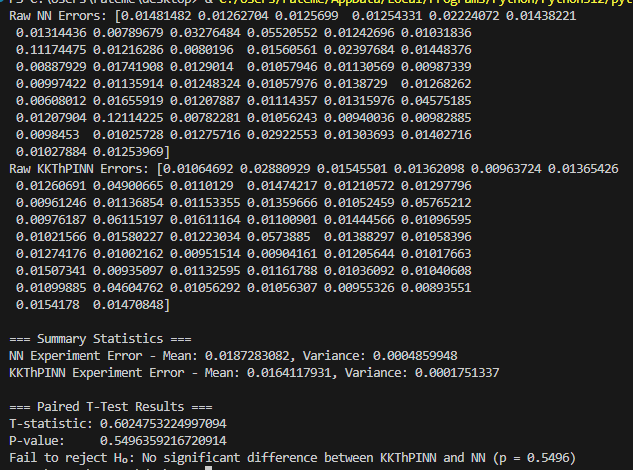 PS C:\Users\Fateme\desktop> & C:/Users/Fateme/AppData/Local/Programs/Python/Python312/pyt
Raw NN Errors: [0.01481482 0.01262704 0.0125699  0.01254331 0.02224072 0.01438221
 0.01314436 0.00789679 0.03276484 0.05520552 0.01242696 0.01031836
 0.11174475 0.01216286 0.0080196  0.01560561 0.02397684 0.01448376
 0.00887929 0.01741908 0.0129014  0.01057946 0.01130569 0.00987339
 0.00997422 0.01135914 0.01248324 0.01057976 0.0138729  0.01268262
 0.00608012 0.01655919 0.01207887 0.01114357 0.01315976 0.04575185
 0.01207904 0.12114225 0.00782281 0.01056243 0.00940036 0.00982885
 0.0098453  0.01025728 0.01275716 0.02922553 0.01303693 0.01402716
 0.01027884 0.01253969]
Raw KKThPINN Errors: [0.01064692 0.02880929 0.01545501 0.01362098 0.00963724 0.01365426
 0.01260691 0.04900665 0.0110129  0.01474217 0.01210572 0.01297796
 0.00961246 0.01136854 0.01153355 0.01359666 0.01052459 0.05765212
 0.00976187 0.06115197 0.01611164 0.01100901 0.01444566 0.01096595
 0.01021566 0.01580227 0.01223034 0.0573885  0.01388297 0.01058396
 0.01274176 0.01002162 0.00951514 0.00904161 0.01205644 0.01017663
 0.01507341 0.00935097 0.01132595 0.01161788 0.01036092 0.01040608
 0.01099885 0.04604762 0.01056292 0.01056307 0.00955326 0.00893551
 0.0154178  0.01470848]

=== Summary Statistics ===
NN Experiment Error - Mean: 0.0187283082, Variance: 0.0004859948
KKThPINN Experiment Error - Mean: 0.0164117931, Variance: 0.0001751337

=== Paired T-Test Results ===
T-statistic: 0.6024753224997094
P-value:     0.5496359216720914
Fail to reject H₀: No significant difference between KKThPINN and NN (p = 0.5496)